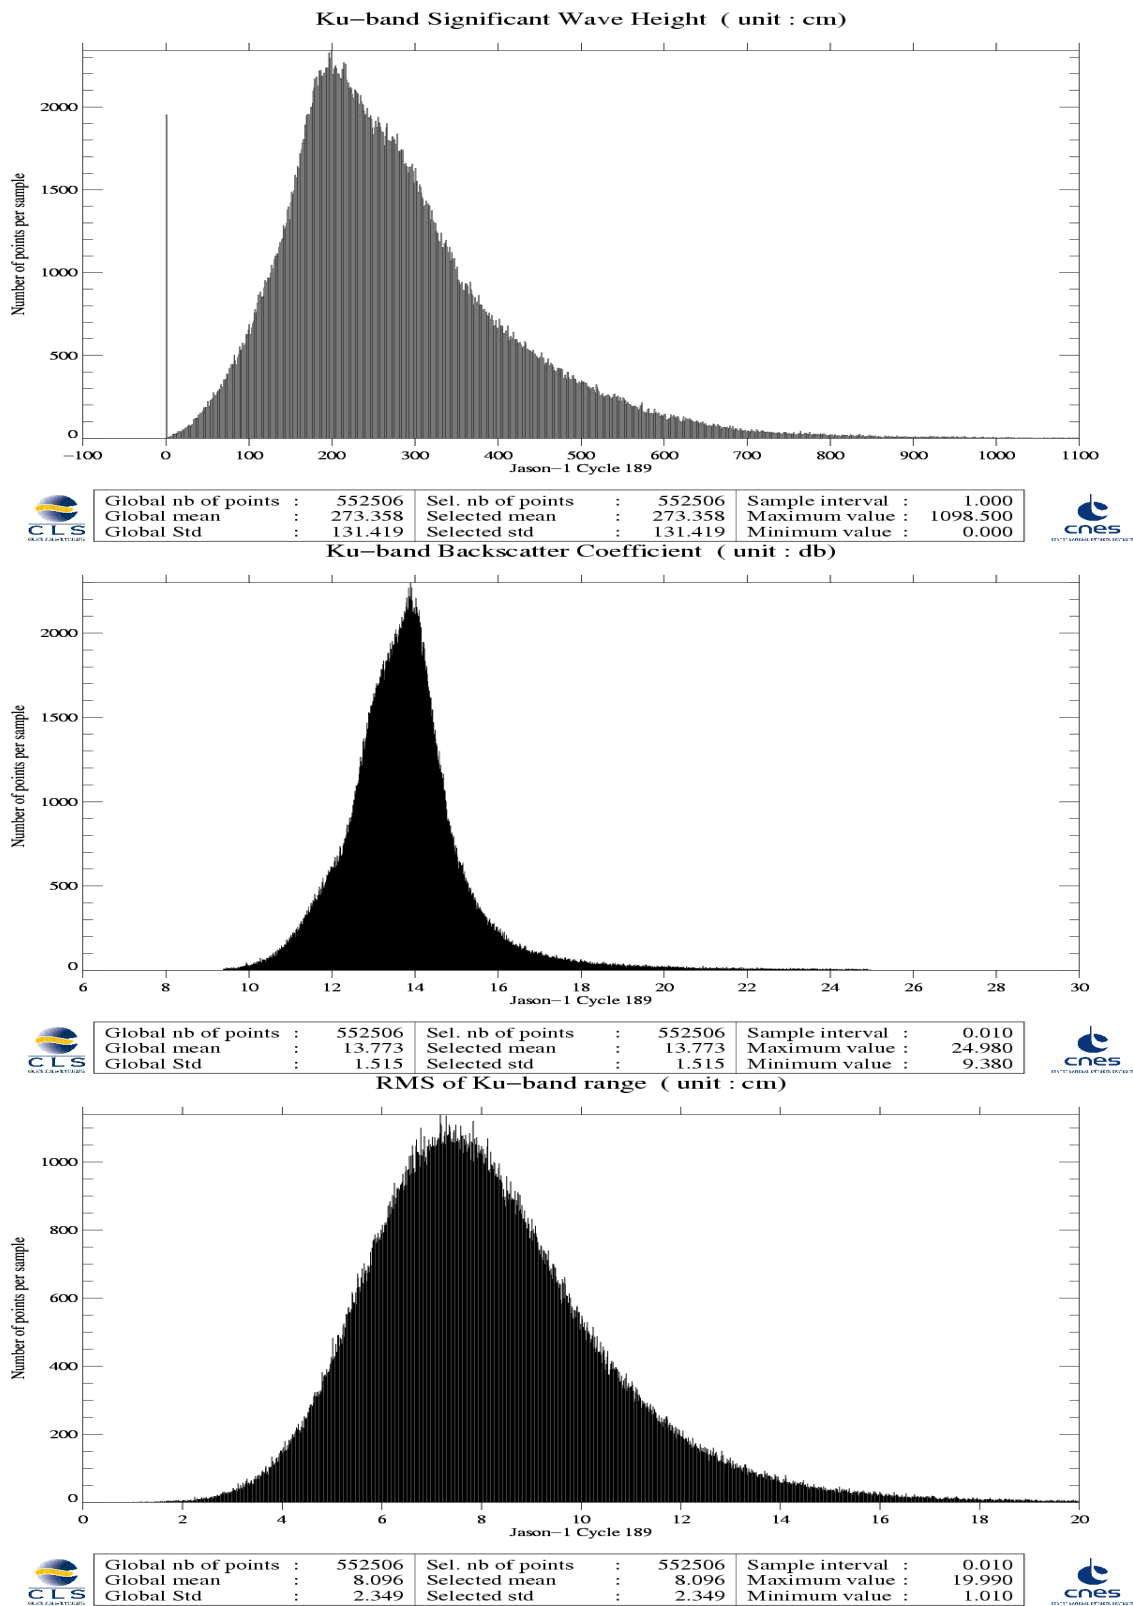 Ku-band Significant Wave Height ( unit : cm)
Number of points per sample
2000
1500
1000
500
0
-100 0 100 200 300 400 500 600 700 800 900 1000 1100
Jason-1 Cycle 189
CLS
Global nb of points : 552506 Sel. nb of points : 552506 Sample interval : 1.000
Global mean : 273.358 Selected mean : 273.358 Maximum value : 1098.500
Global Std : 131.419 Selected std : 131.419 Minimum value : 0.000
cnes
Ku-band Backscatter Coefficient ( unit : db)
Number of points per sample
2000
1500
1000
500
0
6 8 10 12 14 16 18 20 22 24 26 28 30
Jason-1 Cycle 189
CLS
Global nb of points : 552506 Sel. nb of points : 552506 Sample interval : 0.010
Global mean : 13.773 Selected mean : 13.773 Maximum value : 24.980
Global Std : 1.515 Selected std : 1.515 Minimum value : 9.380
cnes
RMS of Ku-band range ( unit : cm)
Number of points per sample
1000
800
600
400
200
0
0 2 4 6 8 10 12 14 16 18 20
Jason-1 Cycle 189
CLS
Global nb of points : 552506 Sel. nb of points : 552506 Sample interval : 0.010
Global mean : 8.096 Selected mean : 8.096 Maximum value : 19.990
Global Std : 2.349 Selected std : 2.349 Minimum value : 1.010
cnes